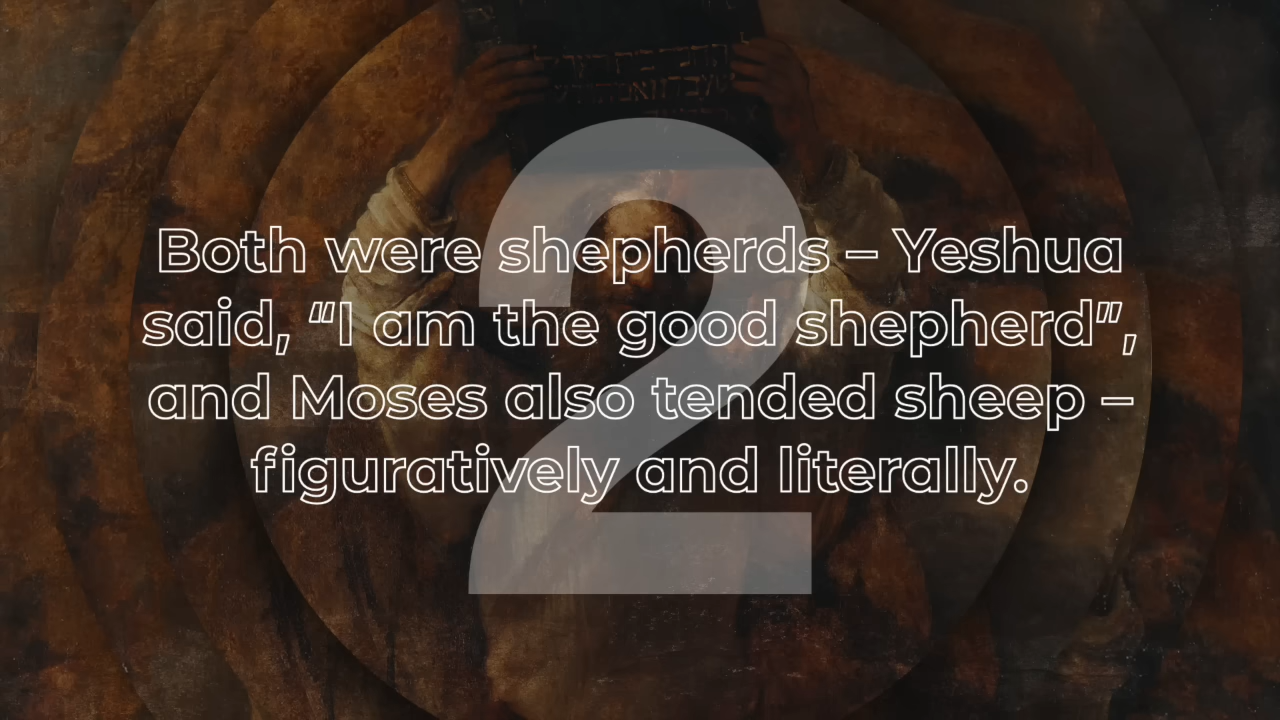 2
Both were shepherds – Yeshua
said, “I am the good shepherd”,
and Moses also tended sheep –
figuratively and literally.